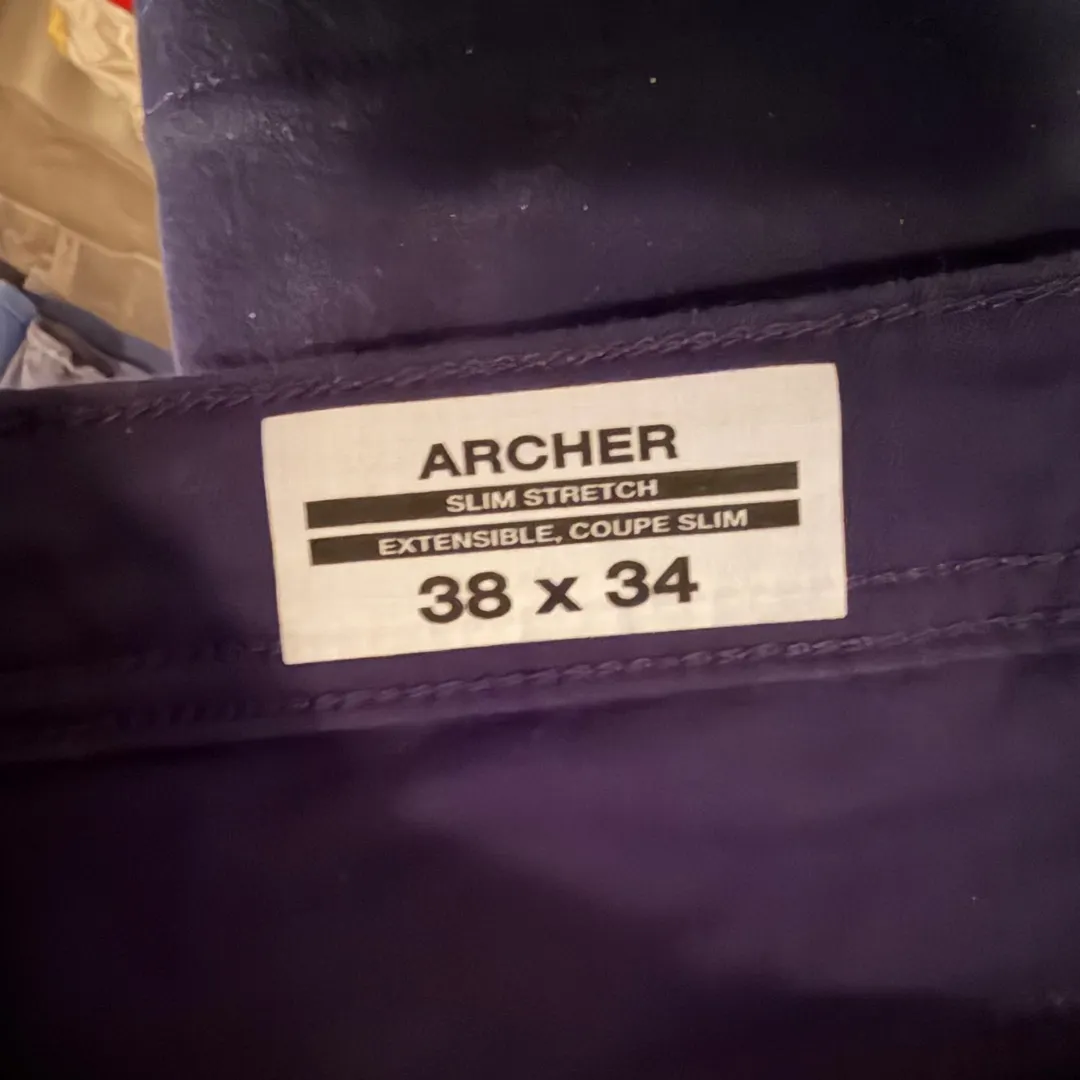 ARCHER
SLIM STRETCH
EXTENSIBLE, COUPE SLIM
38 x 34